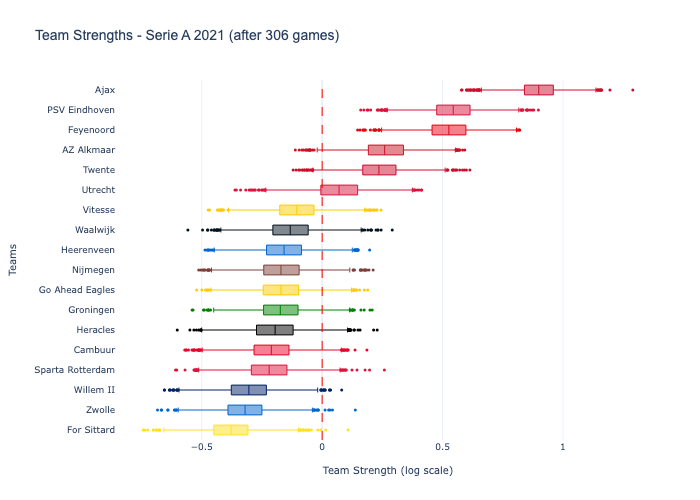 Team Strengths - Serie A 2021 (after 306 games)
Ajax
PSV Eindhoven
Feyenoord
AZ Alkmaar
Twente
Utrecht
Vitesse
Waalwijk
Heerenveen
Nijmegen
Go Ahead Eagles
Groningen
Heracles
Cambuur
Sparta Rotterdam
Willem II
Zwolle
For Sittard
Teams
−0.5 0 0.5 1
Team Strength (log scale)